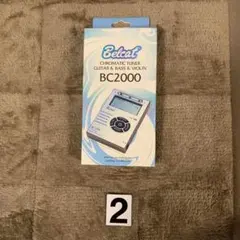 Belcat
CHROMATIC TUNER
GUITAR & BASS & VIOLIN
BC2000
2